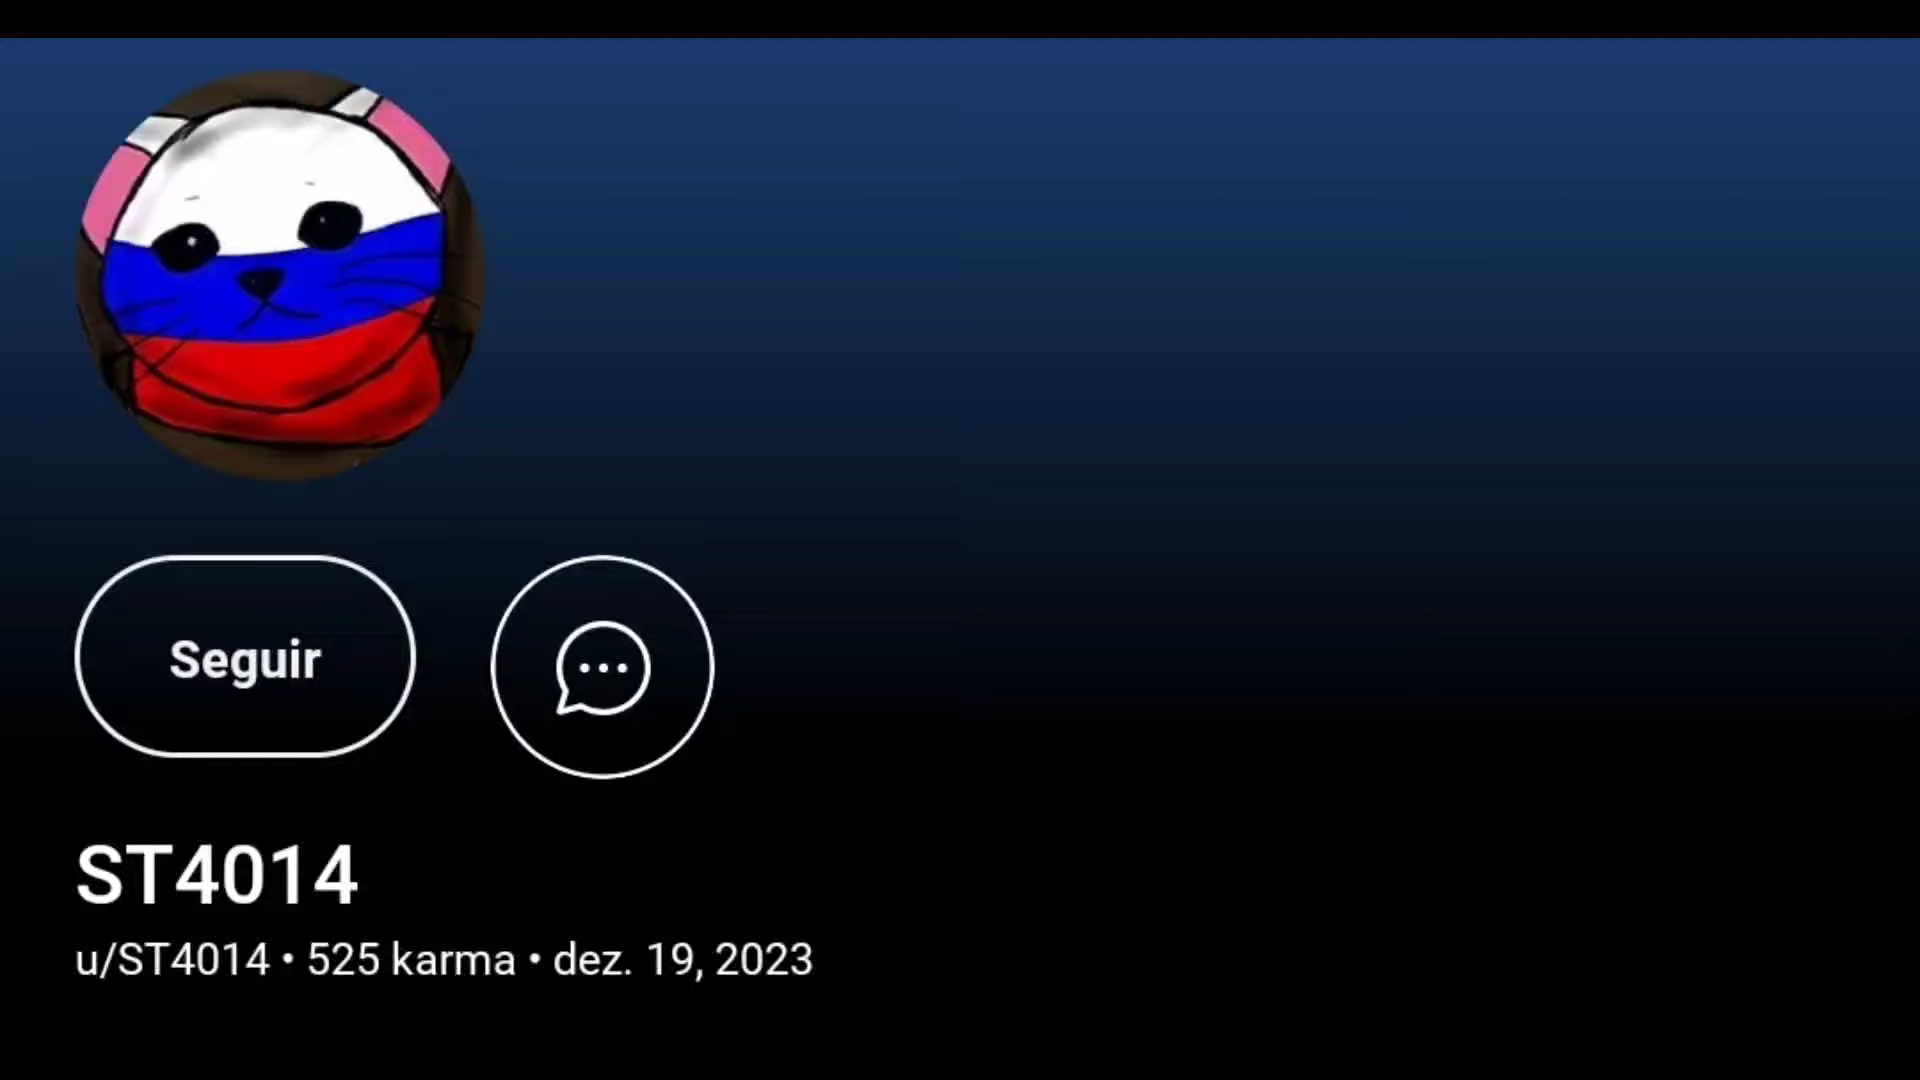 Seguir
ST4014
u/ST4014 • 525 karma • dez. 19, 2023